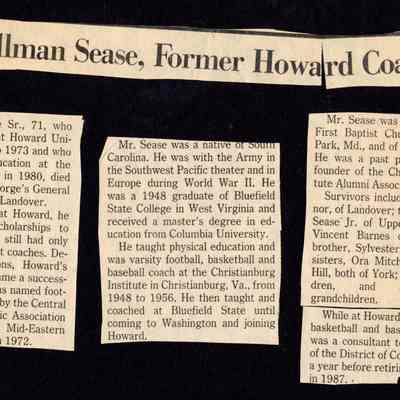 llman Sease, Former Howard Coa
e Sr., 71, who
t Howard Uni-
o 1973 and who
ucation at the
in 1980, died
orge's General
Landover.
at Howard, he
cholarships to
still had only
t coaches. De-
ons, Howard's
me a success-
as named foot-
by the Central
ic Association
Mid-Eastern
n 1972.
Mr. Sease was a native of South
Carolina. He was with the Army in
the Southwest Pacific theater and in
Europe during World War II. He
was a 1948 graduate of Bluefield
State College in West Virginia and
received a master's degree in ed-
ucation from Columbia University.
He taught physical education and
was varsity football, basketball and
baseball coach at the Christianburg
Institute in Christianburg, Va., from
1948 to 1956. He then taught and
coached at Bluefield State until
coming to Washington and joining
Howard.
Mr. Sease was
First Baptist Chu
Park, Md., and of
He was a past p
founder of the Ch
tute Alumni Assoc
Survivors includ
nor, of Landover; t
Sease Jr. of Uppe
Vincent Barnes o
brother, Sylvester
sisters, Ora Mitch
Hill, both of York;
dren, and
grandchildren.
While at Howard
basketball and bas
was a consultant to
of the District of Co
a year before retiri
in 1987.